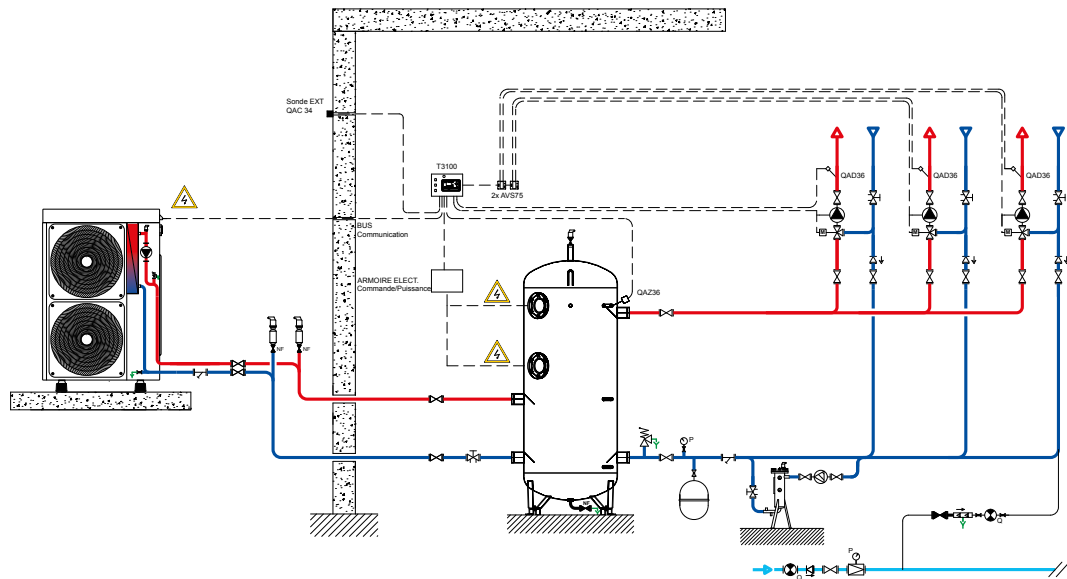 Sonde EXT
QAC 34
T3100
2x AVS75
QAD36
QAD36
QAD36
M
M
M
BUS
Communication
ARMOIRE ELECT.
Commande/Puissance
QAZ36
NF
NF
P
NF
Q
P
Q